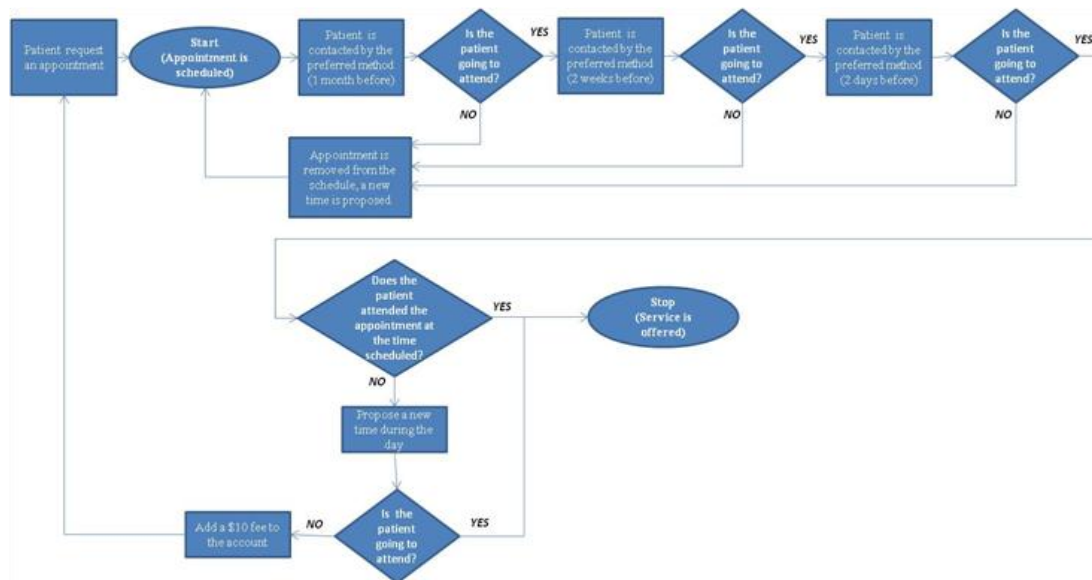 Patient request
an appointment
Start
(Appointment is
scheduled)
Patient is
contacted by the
preferred method
(1 month before)
Is the
patient
going to
attend?
YES
Patient is
contacted by the
preferred method
(2 weeks before)
Is the
patient
going to
attend?
YES
Patient is
contacted by the
preferred method
(2 days before)
Is the
patient
going to
attend?
YES
NO
NO
NO
Appointment is
removed from the
schedule, a new
time is proposed
Does the
patient
attended the
appointment at
the time
scheduled?
YES
Stop
(Service is
offered)
NO
Propose a new
time during the
day
Add a $10 fee to
the account
NO
Is the
patient
going to
attend?
YES